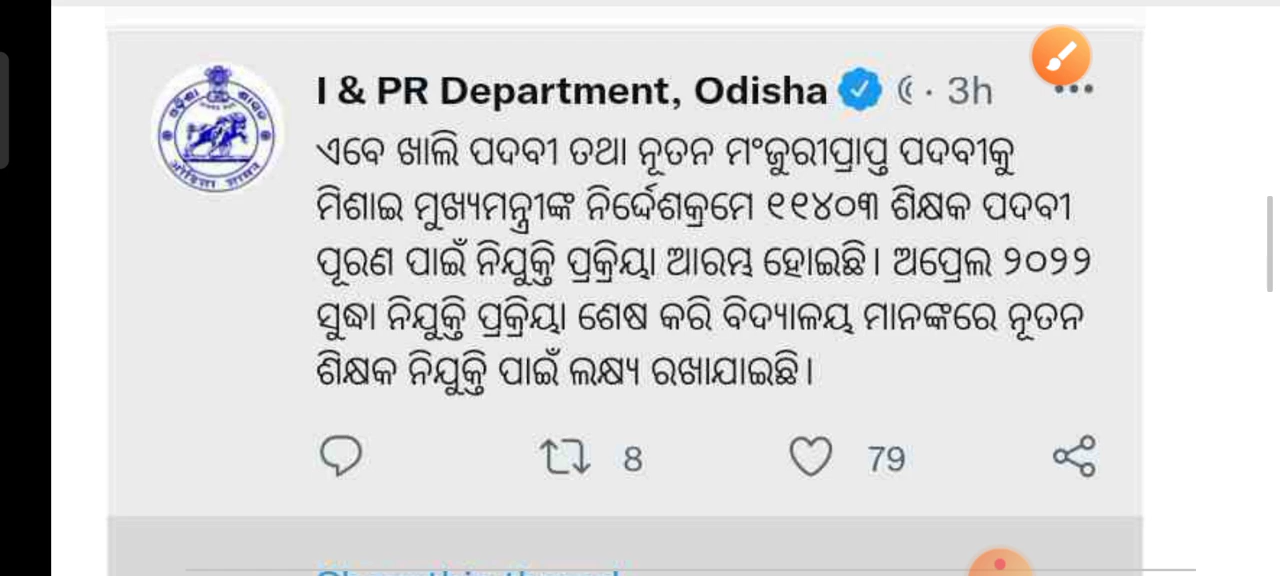 I & PR Department, Odisha · 3h
ଏବେ ଖାଲି ପଦବୀ ତଥା ନୂତନ ମଂଜୁରୀପ୍ରାପ୍ତ ପଦବୀକୁ
ମିଶାଇ ମୁଖ୍ୟମନ୍ତ୍ରୀଙ୍କ ନିର୍ଦ୍ଦେଶକ୍ରମେ ୧୧୪୦୩ ଶିକ୍ଷକ ପଦବୀ
ପୂରଣ ପାଇଁ ନିଯୁକ୍ତି ପ୍ରକ୍ରିୟା ଆରମ୍ଭ ହୋଇଛି। ଅପ୍ରେଲ ୨୦୨୨
ସୁଦ୍ଧା ନିଯୁକ୍ତି ପ୍ରକ୍ରିୟା ଶେଷ କରି ବିଦ୍ୟାଳୟ ମାନଙ୍କରେ ନୂତନ
ଶିକ୍ଷକ ନିଯୁକ୍ତି ପାଇଁ ଲକ୍ଷ୍ୟ ରଖାଯାଇଛି।
8 79